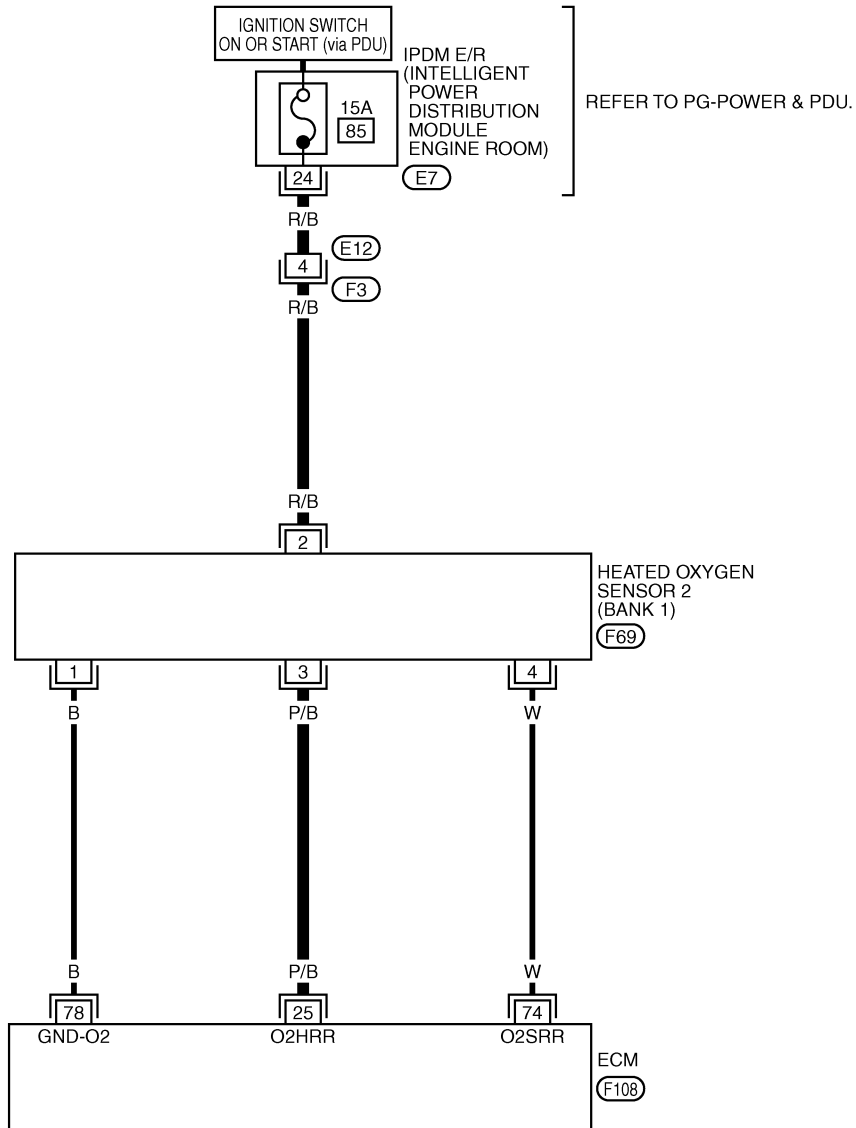 IGNITION SWITCH
ON OR START (via PDU)
IPDM E/R
(INTELLIGENT
POWER
DISTRIBUTION
MODULE
ENGINE ROOM)
REFER TO PG-POWER & PDU.
15A
85
24
E7
R/B
E12
4
F3
R/B
R/B
2
HEATED OXYGEN
SENSOR 2
(BANK 1)
F69
1 3 4
B P/B W
B P/B W
78 25 74
GND-O2 O2HRR O2SRR
ECM
F108